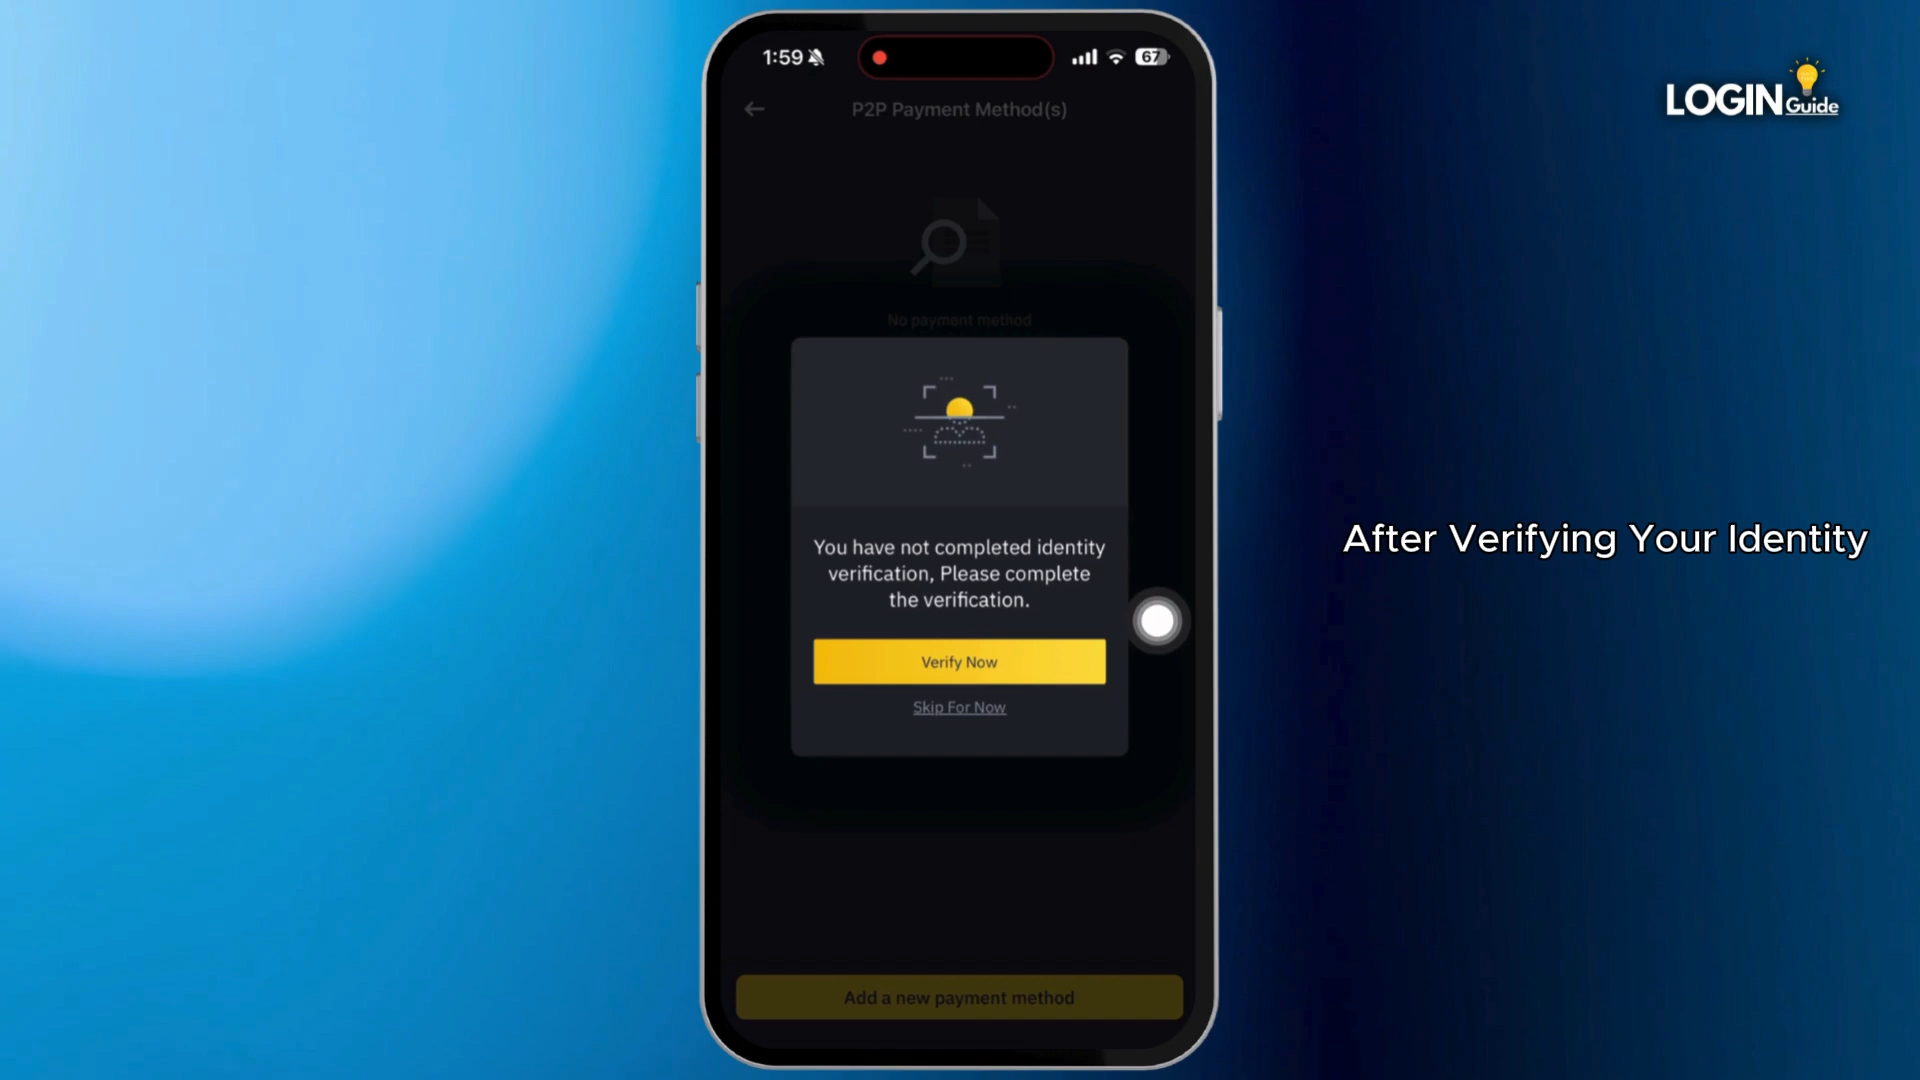 1:59
67
P2P Payment Method(s)
LOGIN Guide
No payment method
You have not completed identity
verification, Please complete
the verification.
Verify Now
Skip For Now
After Verifying Your Identity
Add a new payment method